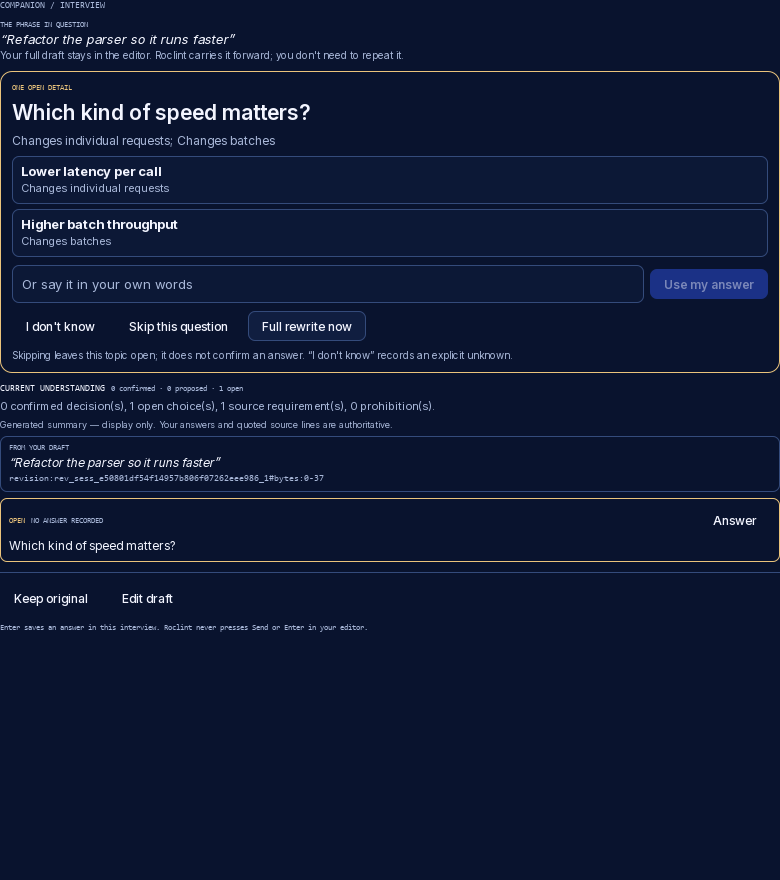 COMPANION / INTERVIEW
THE PHRASE IN QUESTION
“Refactor the parser so it runs faster”
Your full draft stays in the editor. Roclint carries it forward; you don't need to repeat it.
ONE OPEN DETAIL
Which kind of speed matters?
Changes individual requests; Changes batches
Lower latency per call
Changes individual requests
Higher batch throughput
Changes batches
Or say it in your own words
Use my answer
I don't know
Skip this question
Full rewrite now
Skipping leaves this topic open; it does not confirm an answer. “I don't know” records an explicit unknown.
CURRENT UNDERSTANDING 0 confirmed · 0 proposed · 1 open
0 confirmed decision(s), 1 open choice(s), 1 source requirement(s), 0 prohibition(s).
Generated summary — display only. Your answers and quoted source lines are authoritative.
FROM YOUR DRAFT
“Refactor the parser so it runs faster”
revision:rev_sess_e50801df54f14957b806f07262eee986_1#bytes:0-37
OPEN NO ANSWER RECORDED
Answer
Which kind of speed matters?
Keep original
Edit draft
Enter saves an answer in this interview. Roclint never presses Send or Enter in your editor.